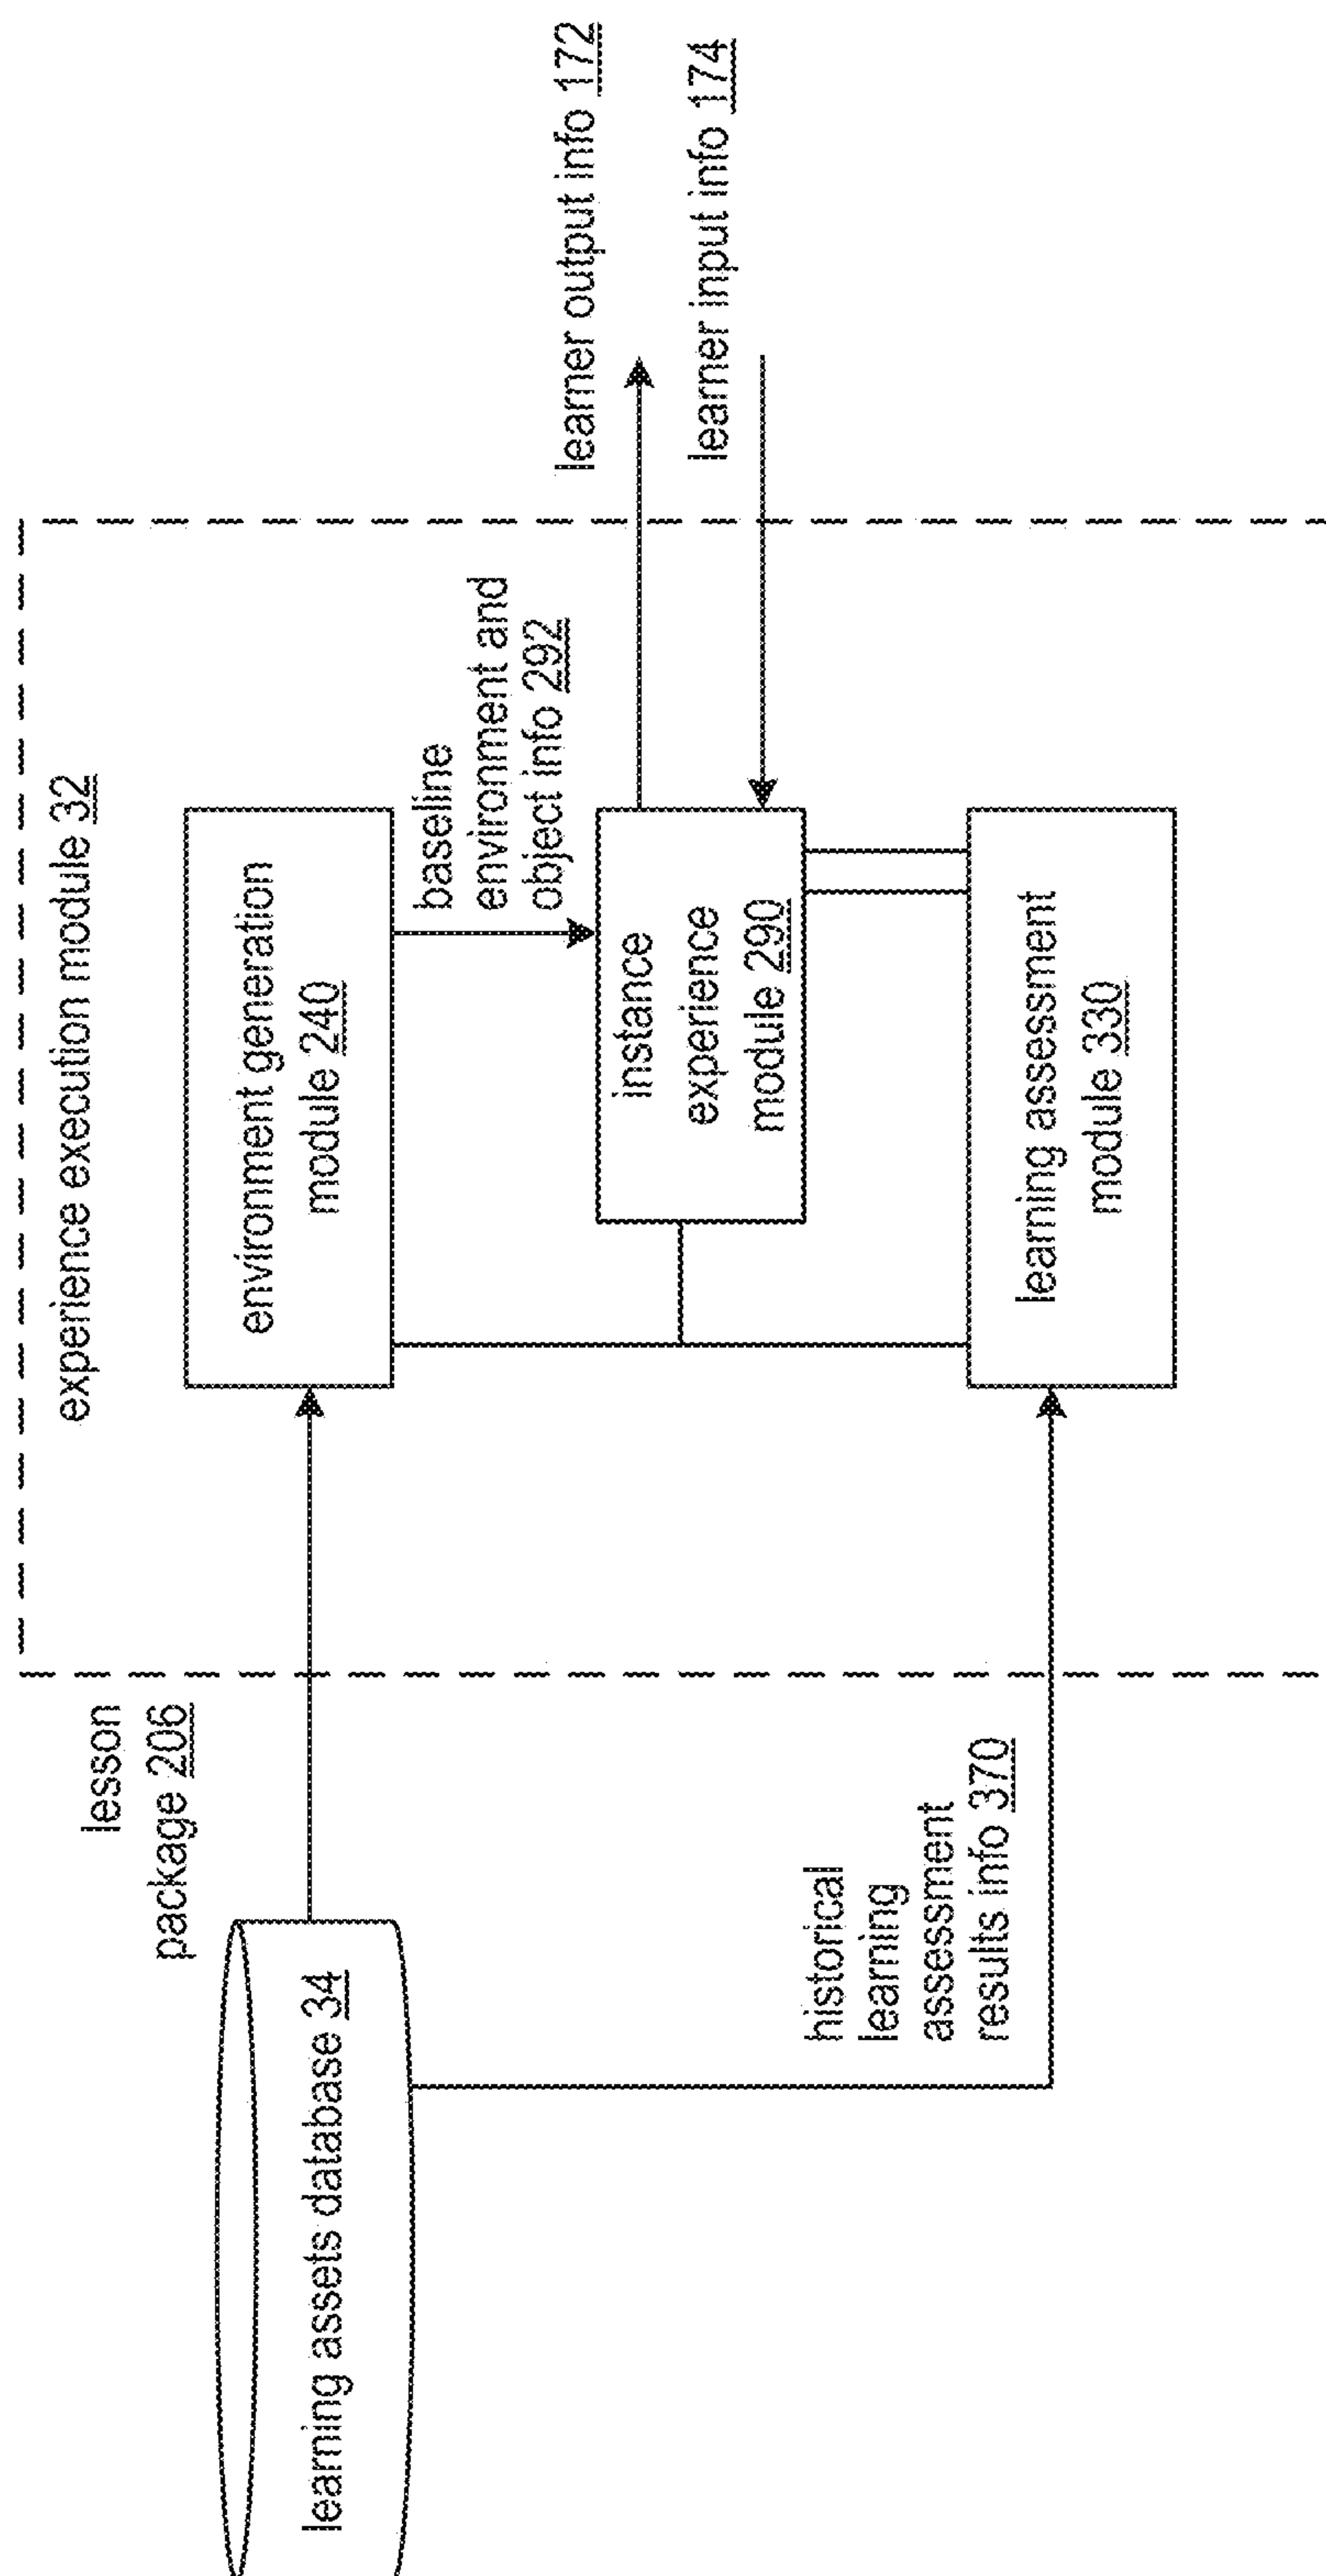 experience execution module 32
lesson
package 206
learning assets database 34
environment generation
module 240
baseline
environment and
object info 292
instance
experience
module 290
learner output info 172
learner input info 174
historical
learning
assessment
results info 370
learning assessment
module 330